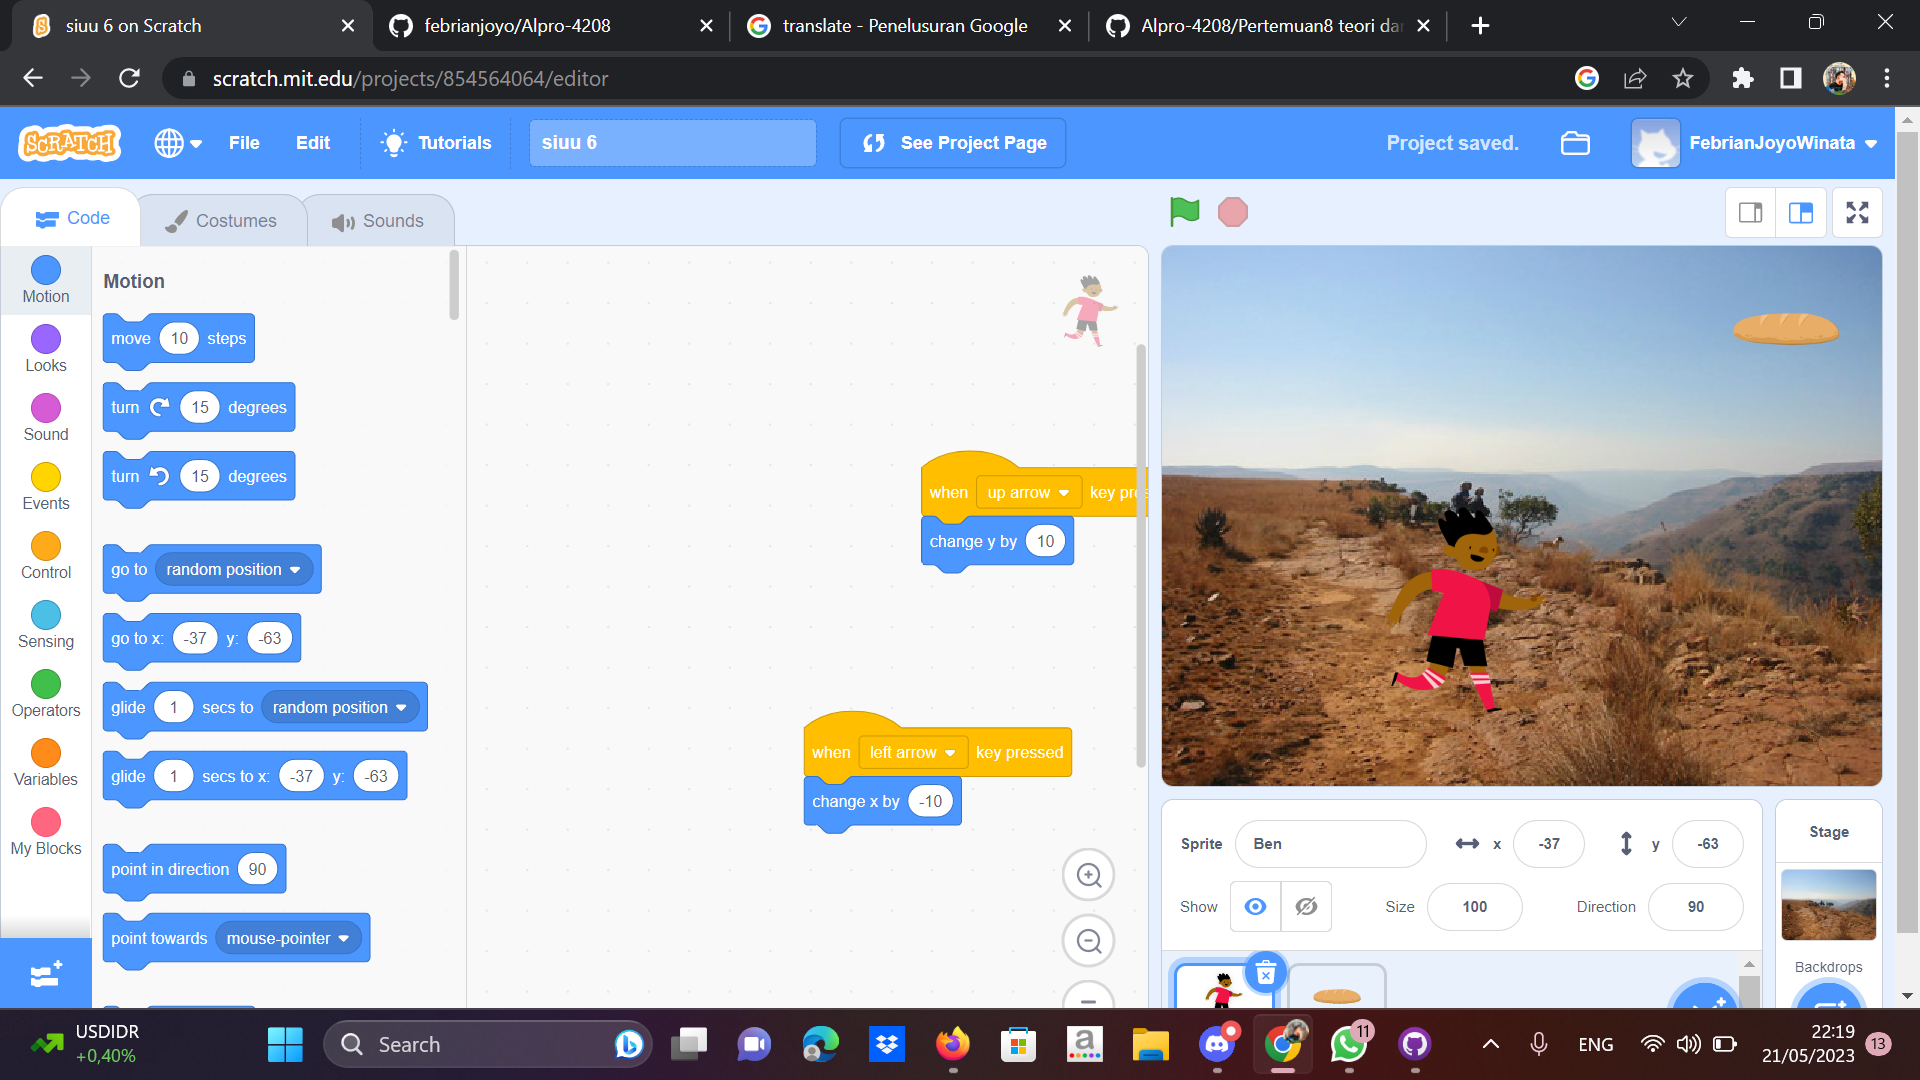 siuu 6 on Scratch
febrianjoyo/Alpro-4208
translate - Penelusuran Google
Alpro-4208/Pertemuan8 teori da
scratch.mit.edu/projects/854564064/editor
SCRATCH
File
Edit
Tutorials
siuu 6
See Project Page
Project saved.
FebrianJoyoWinata
Code
Costumes
Sounds
Motion
Looks
Sound
Events
Control
Sensing
Operators
Variables
My Blocks
Motion
move 10 steps
turn 15 degrees
turn 15 degrees
go to random position
go to x: -37 y: -63
glide 1 secs to random position
glide 1 secs to x: -37 y: -63
point in direction 90
point towards mouse-pointer
when up arrow key pre
change y by 10
when left arrow key pressed
change x by -10
Sprite Ben x -37 y -63
Show Size 100 Direction 90
Stage
Backdrops
USDIDR
+0,40%
Search
a
11
ENG
22:19
21/05/2023
13